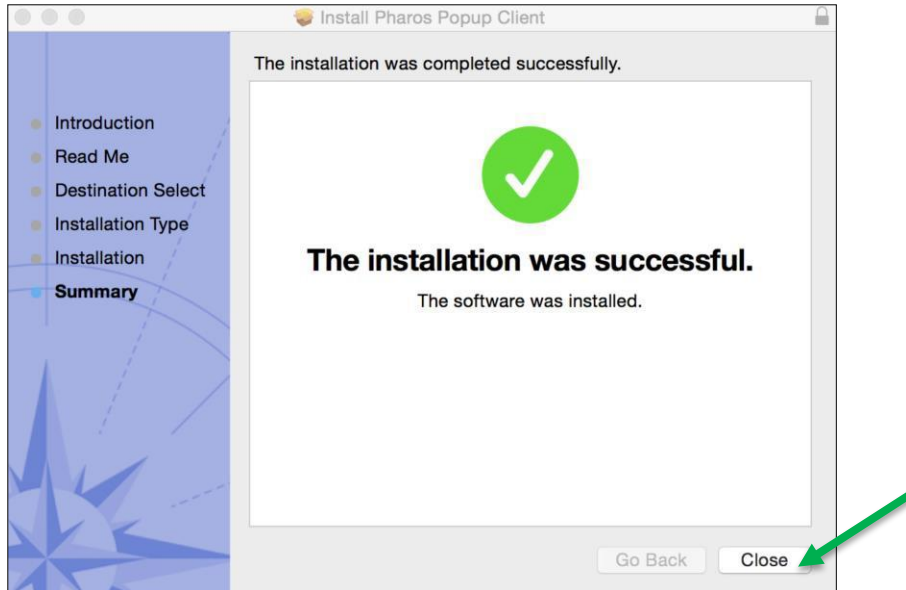 Install Pharos Popup Client
The installation was completed successfully.
Introduction
Read Me
Destination Select
Installation Type
Installation
Summary
The installation was successful.
The software was installed.
Go Back
Close